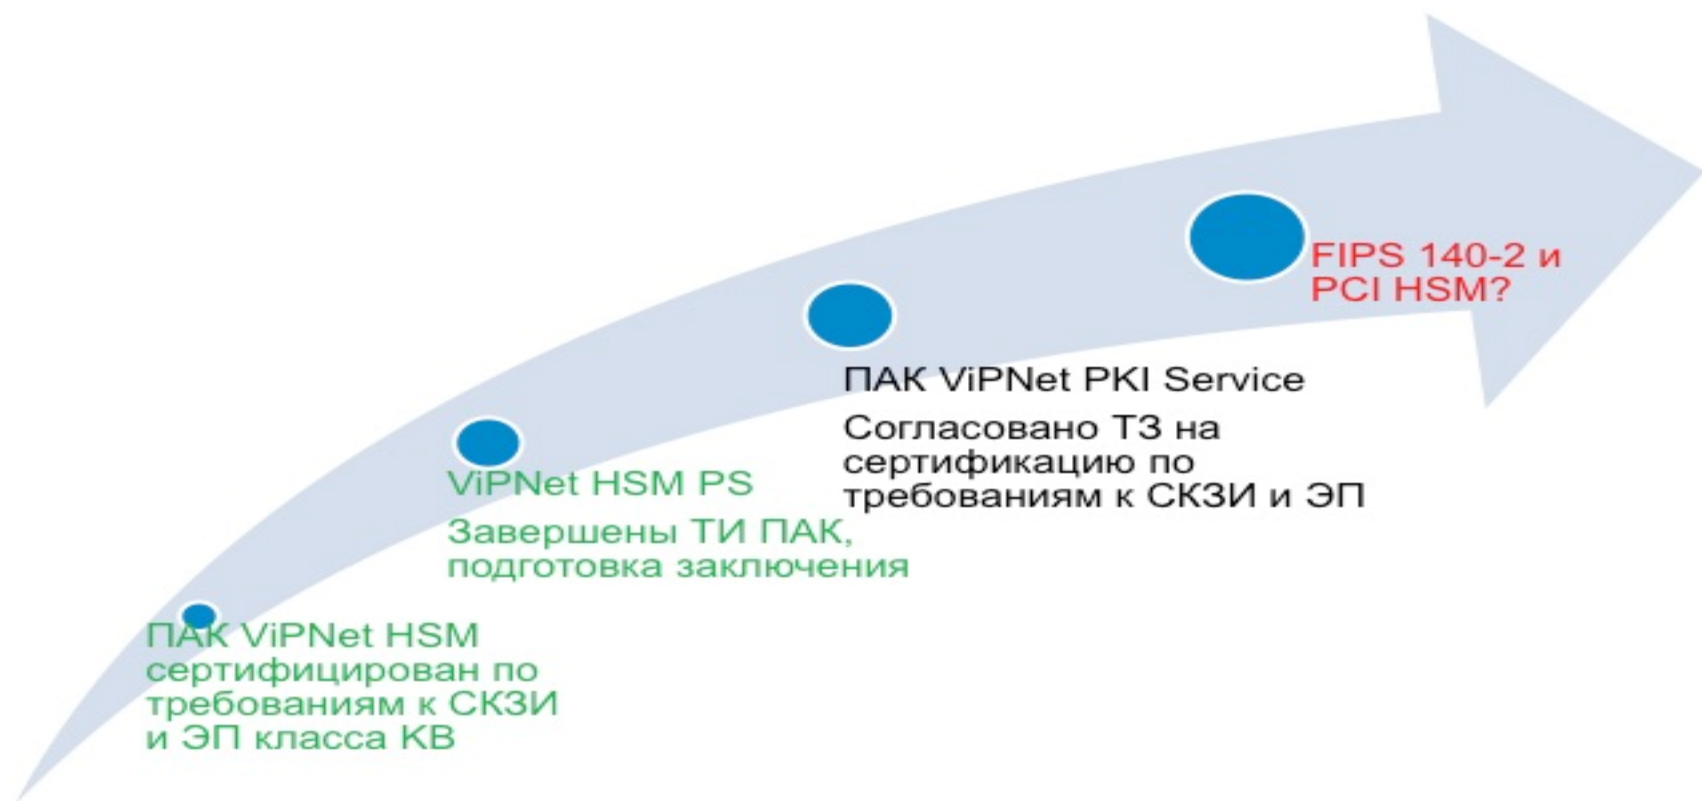 FIPS 140-2 и
PCI HSM?
ПАК ViPNet PKI Service
Согласовано ТЗ на
сертификацию по
требованиям к СКЗИ и ЭП
ViPNet HSM PS
Завершены ТИ ПАК,
подготовка заключения
ПАК ViPNet HSM
сертифицирован по
требованиям к СКЗИ
и ЭП класса КВ